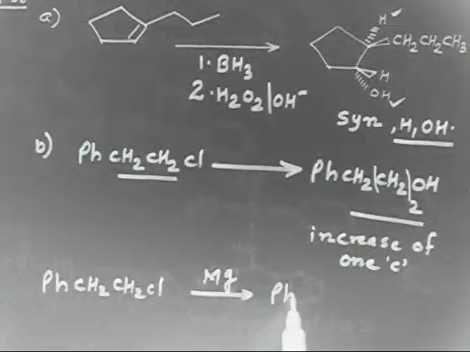 a)
H
CH2CH2CH3
1. BH3
2. H2O2|OH-
H
OH
syn, H, OH.
b) PhCH2CH2Cl PhCH2(CH2)2OH
increase of
one 'c'
PhCH2CH2Cl Mg Ph